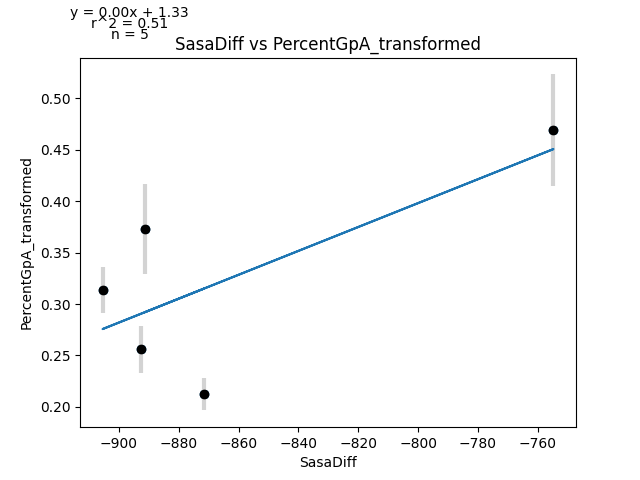 y = 0.00x + 1.33
r^2 = 0.51
n = 5
SasaDiff vs PercentGpA_transformed
PercentGpA_transformed
0.50
0.45
0.40
0.35
0.30
0.25
0.20
−900 −880 −860 −840 −820 −800 −780 −760
SasaDiff